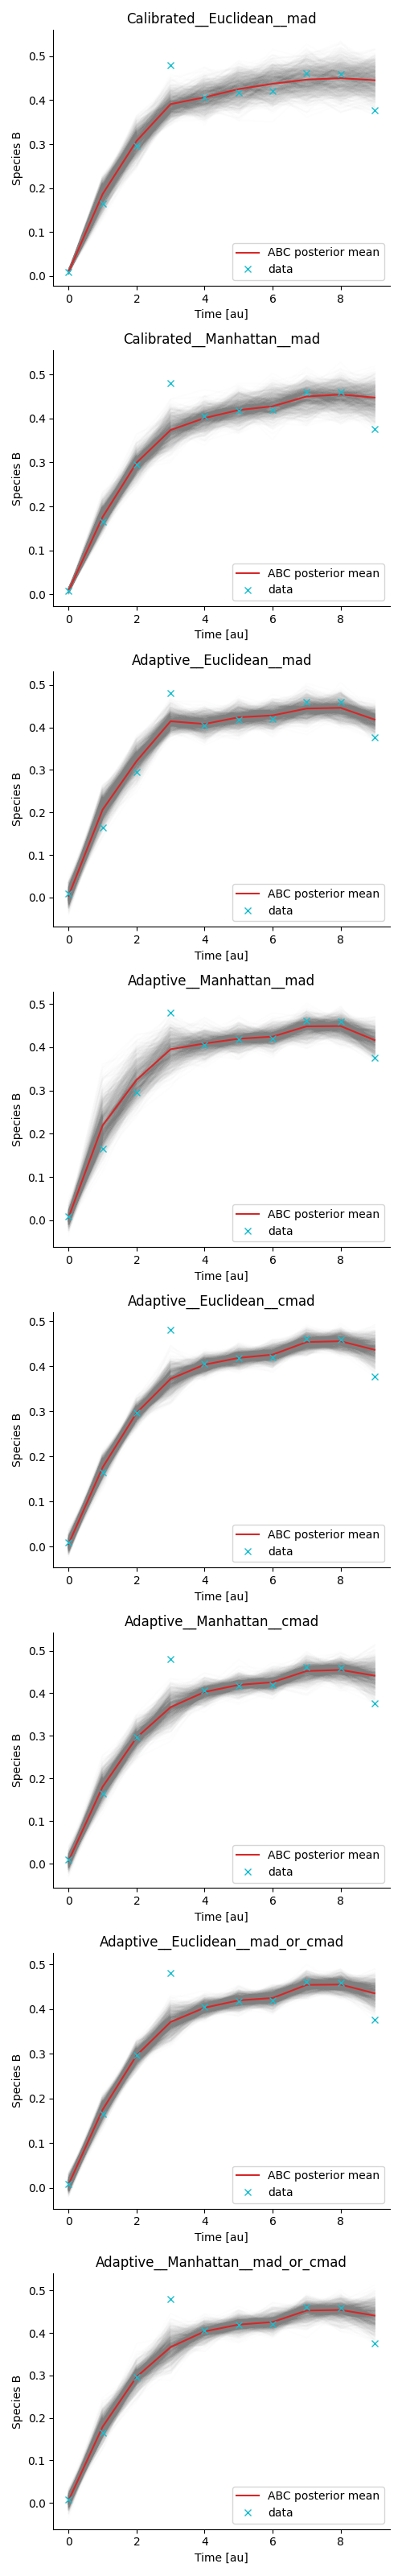 Calibrated__Euclidean__mad
0.5
0.4
0.3
0.2
0.1
0.0
Species B
ABC posterior mean
data
0 2 4 6 8
Time [au]
Calibrated__Manhattan__mad
0.5
0.4
0.3
0.2
0.1
0.0
Species B
ABC posterior mean
data
0 2 4 6 8
Time [au]
Adaptive__Euclidean__mad
0.5
0.4
0.3
0.2
0.1
0.0
Species B
ABC posterior mean
data
0 2 4 6 8
Time [au]
Adaptive__Manhattan__mad
0.5
0.4
0.3
0.2
0.1
0.0
Species B
ABC posterior mean
data
0 2 4 6 8
Time [au]
Adaptive__Euclidean__cmad
0.5
0.4
0.3
0.2
0.1
0.0
Species B
ABC posterior mean
data
0 2 4 6 8
Time [au]
Adaptive__Manhattan__cmad
0.5
0.4
0.3
0.2
0.1
0.0
Species B
ABC posterior mean
data
0 2 4 6 8
Time [au]
Adaptive__Euclidean__mad_or_cmad
0.5
0.4
0.3
0.2
0.1
0.0
Species B
ABC posterior mean
data
0 2 4 6 8
Time [au]
Adaptive__Manhattan__mad_or_cmad
0.5
0.4
0.3
0.2
0.1
0.0
Species B
ABC posterior mean
data
0 2 4 6 8
Time [au]